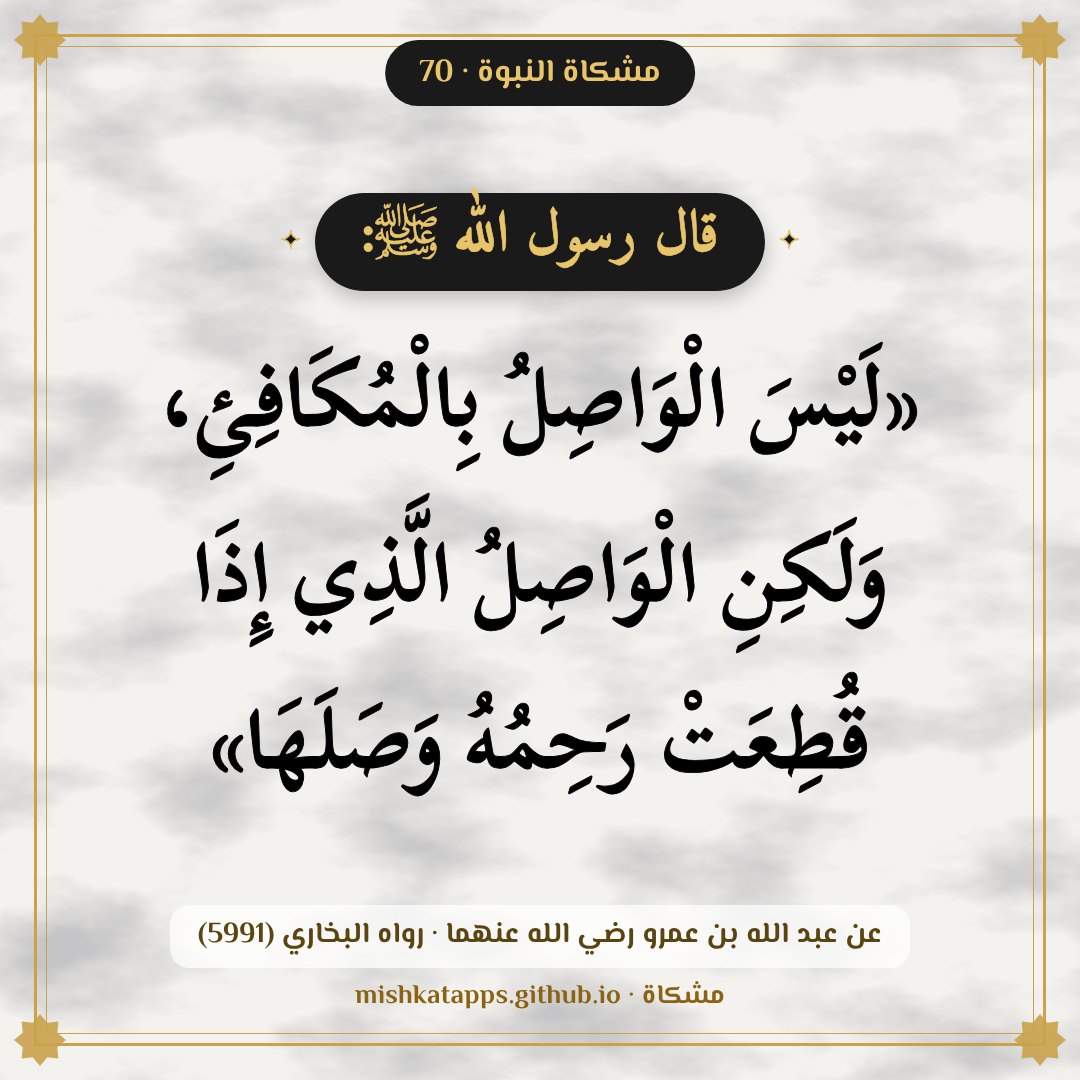 مشكاة النبوة · 70
قال رسول الله ﷺ:
«لَيْسَ الْوَاصِلُ بِالْمُكَافِئِ،
وَلَكِنِ الْوَاصِلُ الَّذِي إِذَا
قُطِعَتْ رَحِمُهُ وَصَلَهَا»
عن عبد الله بن عمرو رضي الله عنهما · رواه البخاري (5991)
مشكاة · mishkatapps.github.io